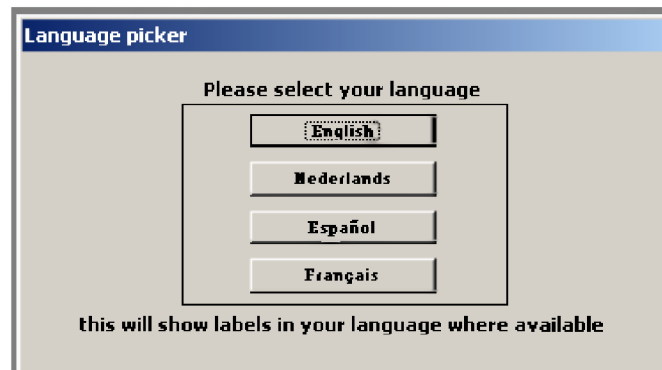 Language picker
Please select your language
English
Nederlands
Español
Français
this will show labels in your language where available